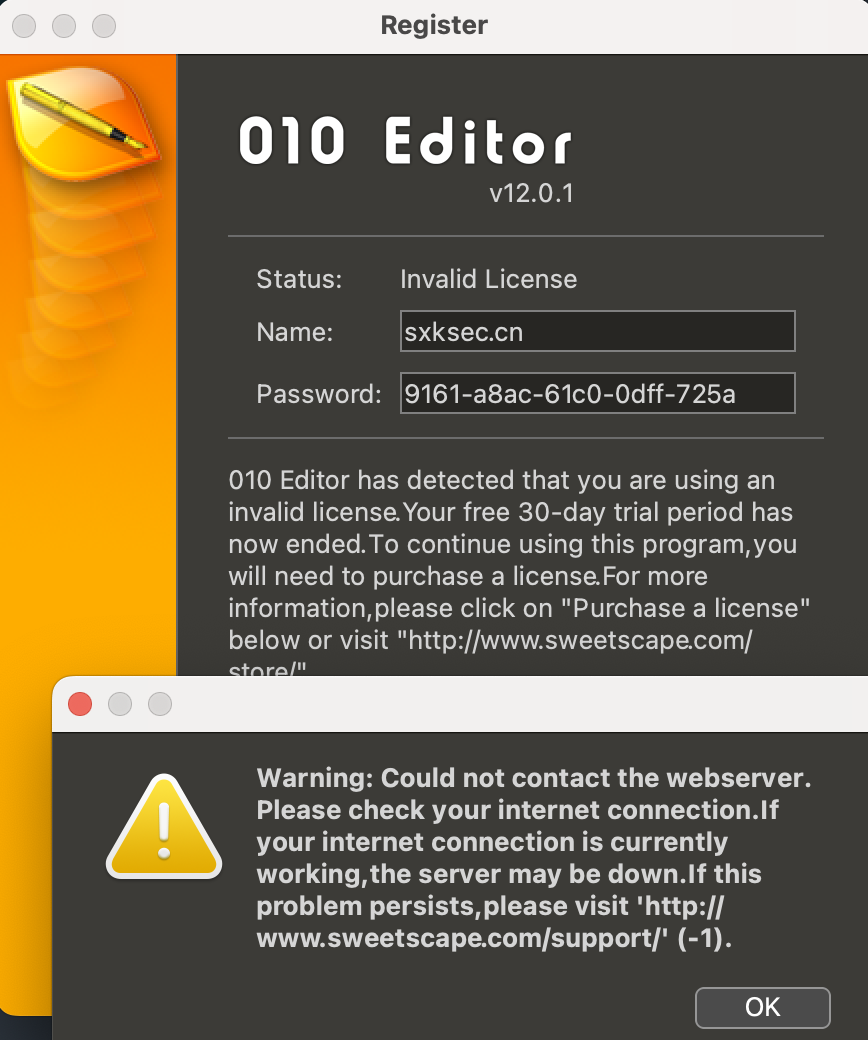 Register
010 Editor
v12.0.1
Status: Invalid License
Name: sxksec.cn
Password: 9161-a8ac-61c0-0dff-725a
010 Editor has detected that you are using an
invalid license.Your free 30-day trial period has
now ended.To continue using this program,you
will need to purchase a license.For more
information,please click on "Purchase a license"
below or visit "http://www.sweetscape.com/
store/"
Warning: Could not contact the webserver.
Please check your internet connection.If
your internet connection is currently
working,the server may be down.If this
problem persists,please visit 'http://
www.sweetscape.com/support/' (-1).
OK